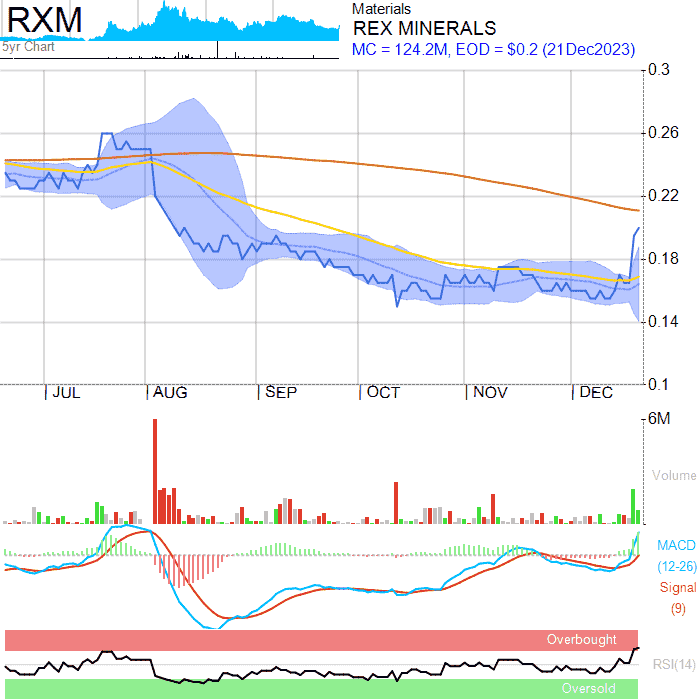 RXM
5yr Chart
Materials
REX MINERALS
MC = 124.2M, EOD = $0.2 (21Dec2023)
0.3
0.26
0.22
0.18
0.14
0.1
JUL AUG SEP OCT NOV DEC
6M
Volume
MACD
(12-26)
Signal
(9)
Overbought
RSI(14)
Oversold